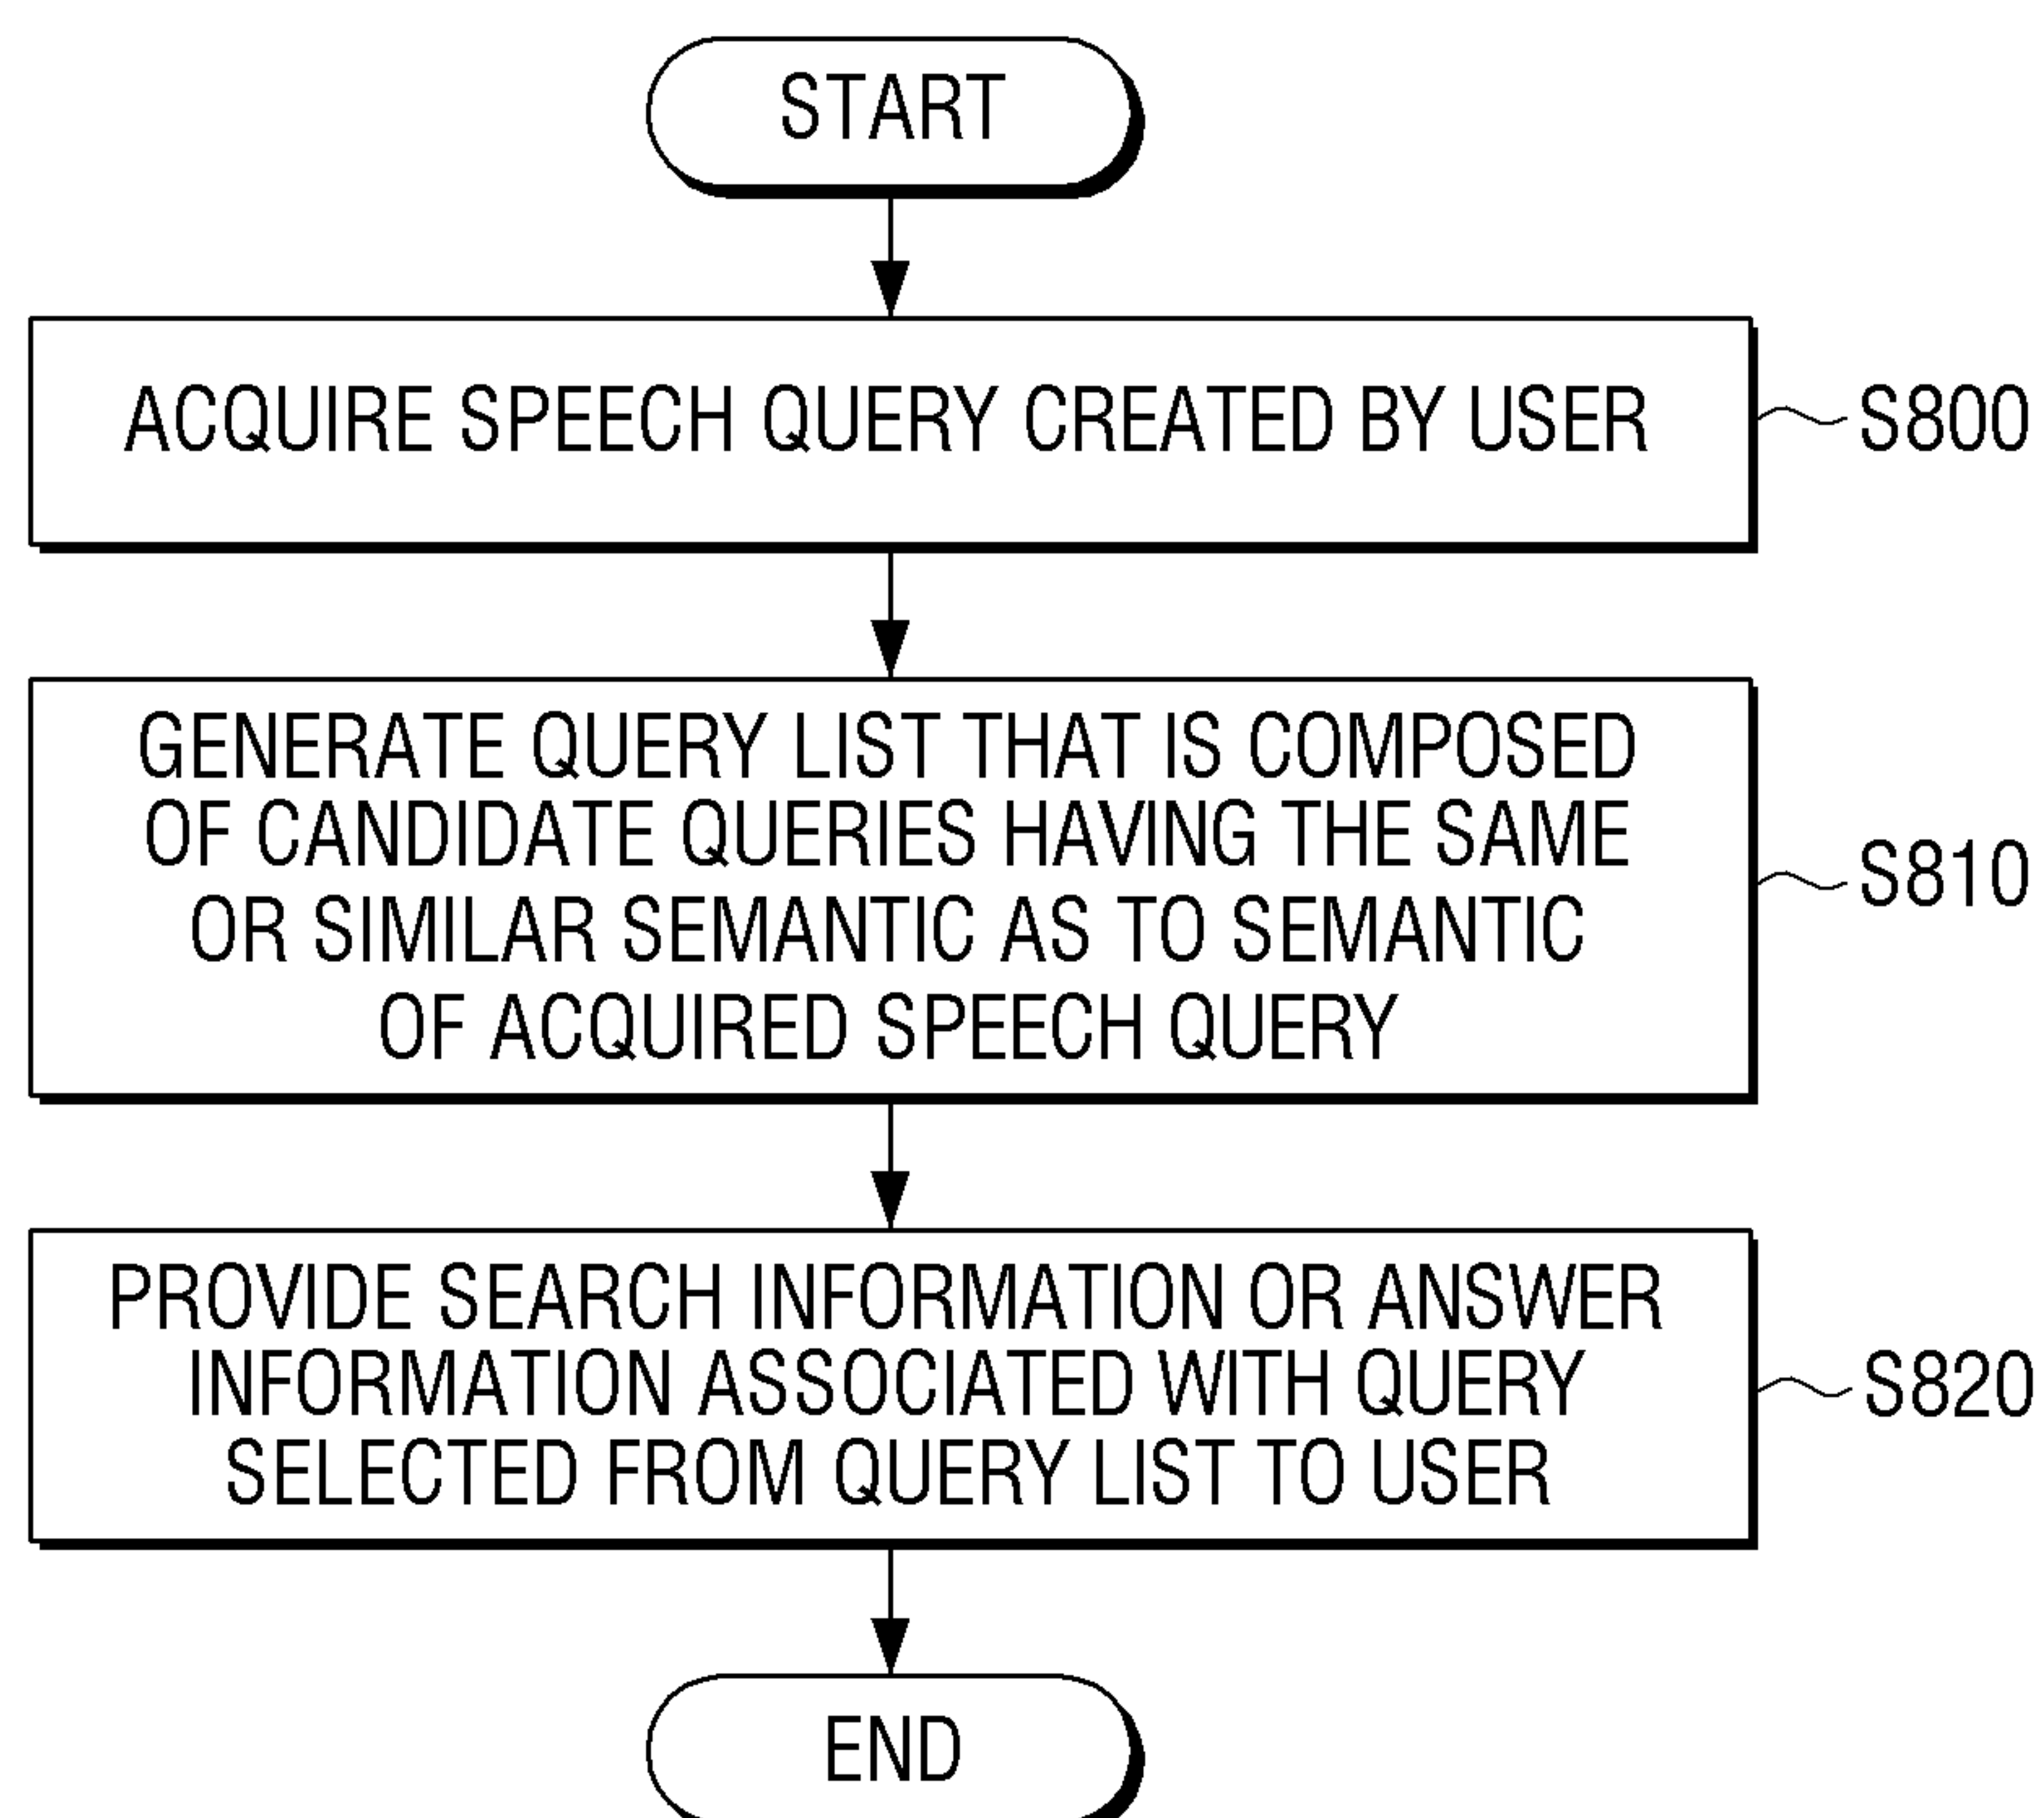 START
ACQUIRE SPEECH QUERY CREATED BY USER
S800
GENERATE QUERY LIST THAT IS COMPOSED
OF CANDIDATE QUERIES HAVING THE SAME
OR SIMILAR SEMANTIC AS TO SEMANTIC
OF ACQUIRED SPEECH QUERY
S810
PROVIDE SEARCH INFORMATION OR ANSWER
INFORMATION ASSOCIATED WITH QUERY
SELECTED FROM QUERY LIST TO USER
S820
END